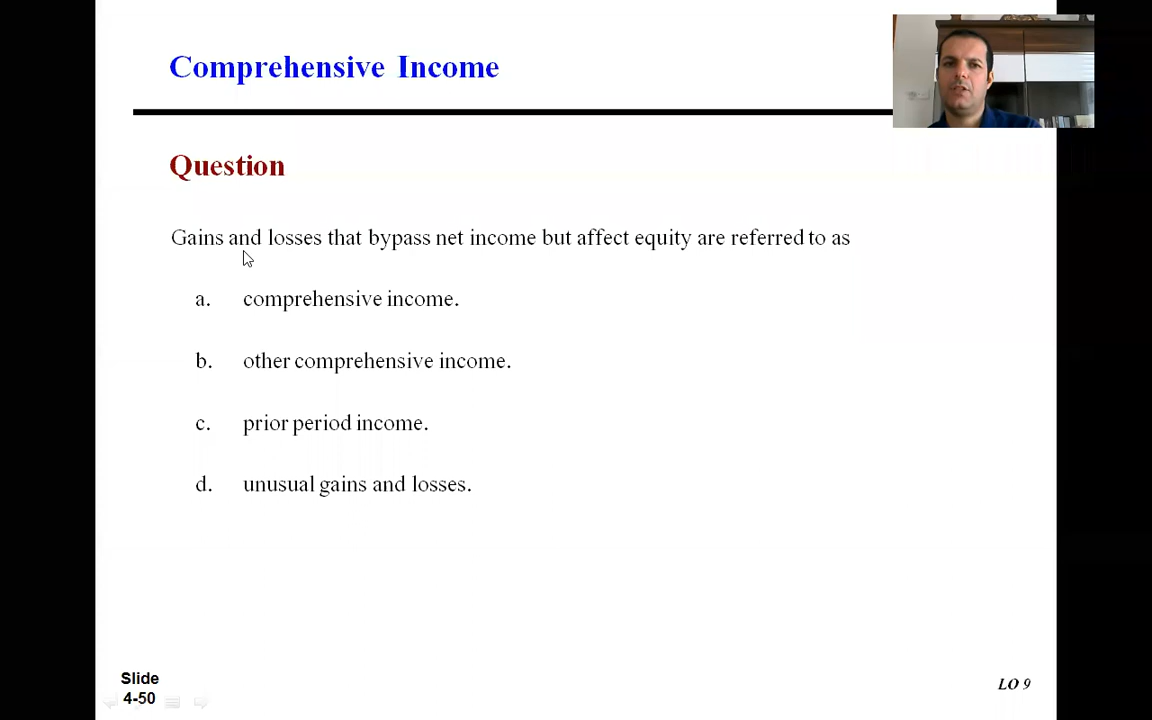 Comprehensive Income
Question
Gains and losses that bypass net income but affect equity are referred to as
a. comprehensive income.
b. other comprehensive income.
c. prior period income.
d. unusual gains and losses.
Slide
4-50
LO 9